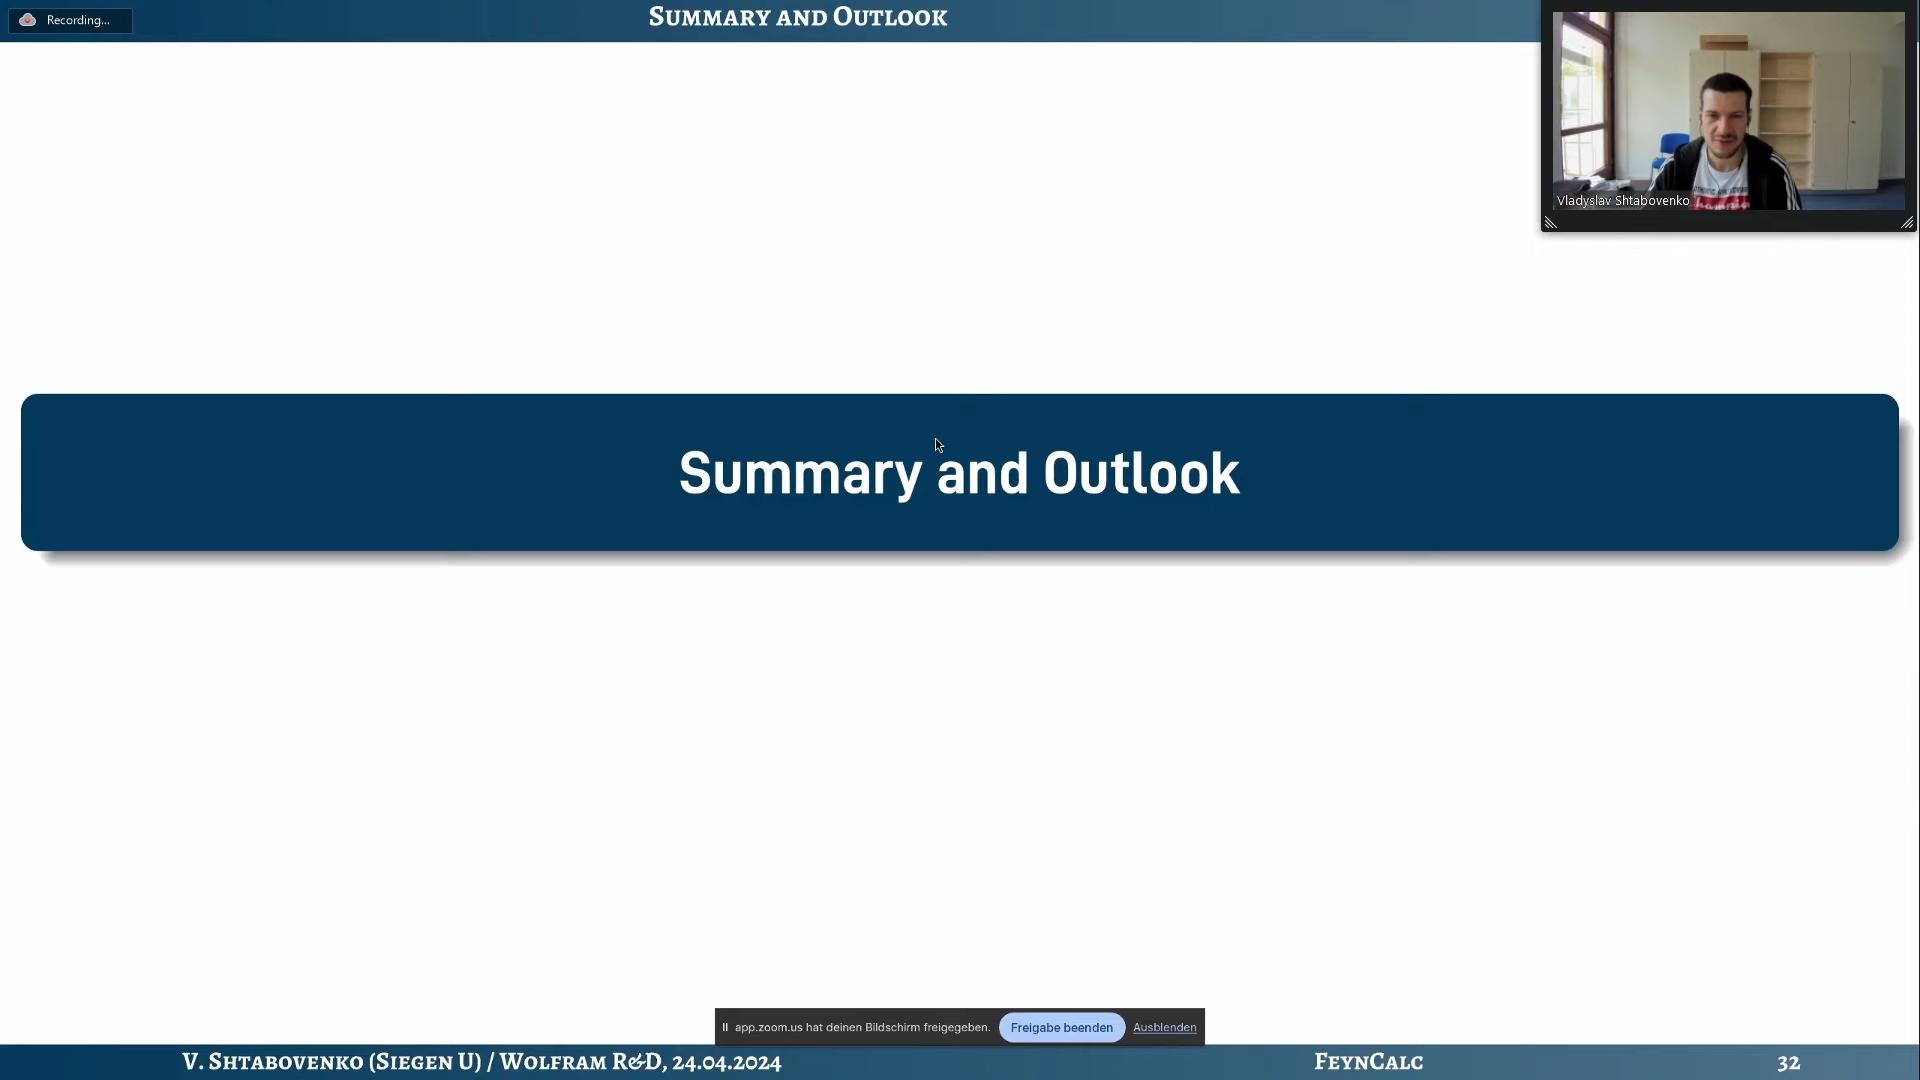 Recording...
Summary and Outlook
Vladyslav Shtabovenko
Summary and Outlook
app.zoom.us hat deinen Bildschirm freigegeben. Freigabe beenden Ausblenden
V. Shtabovenko (Siegen U) / Wolfram R&D, 24.04.2024 FeynCalc 32